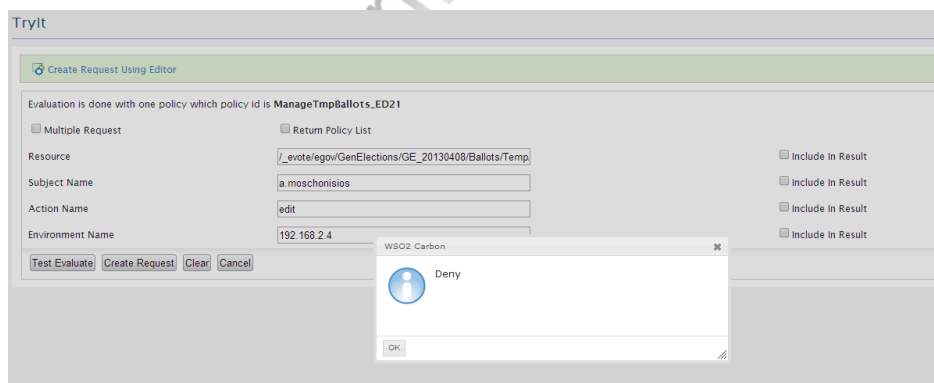 TryIt
Create Request Using Editor
Evaluation is done with one policy which policy id is ManageTmpBallots_ED21
Multiple Request Return Policy List
Resource /_evote/egov/GenElections/GE_20130408/Ballots/Temp. Include In Result
Subject Name a.moschonisios Include In Result
Action Name edit Include In Result
Environment Name 192.168.2.4 Include In Result
Test Evaluate Create Request Clear Cancel
WSO2 Carbon
Deny
OK